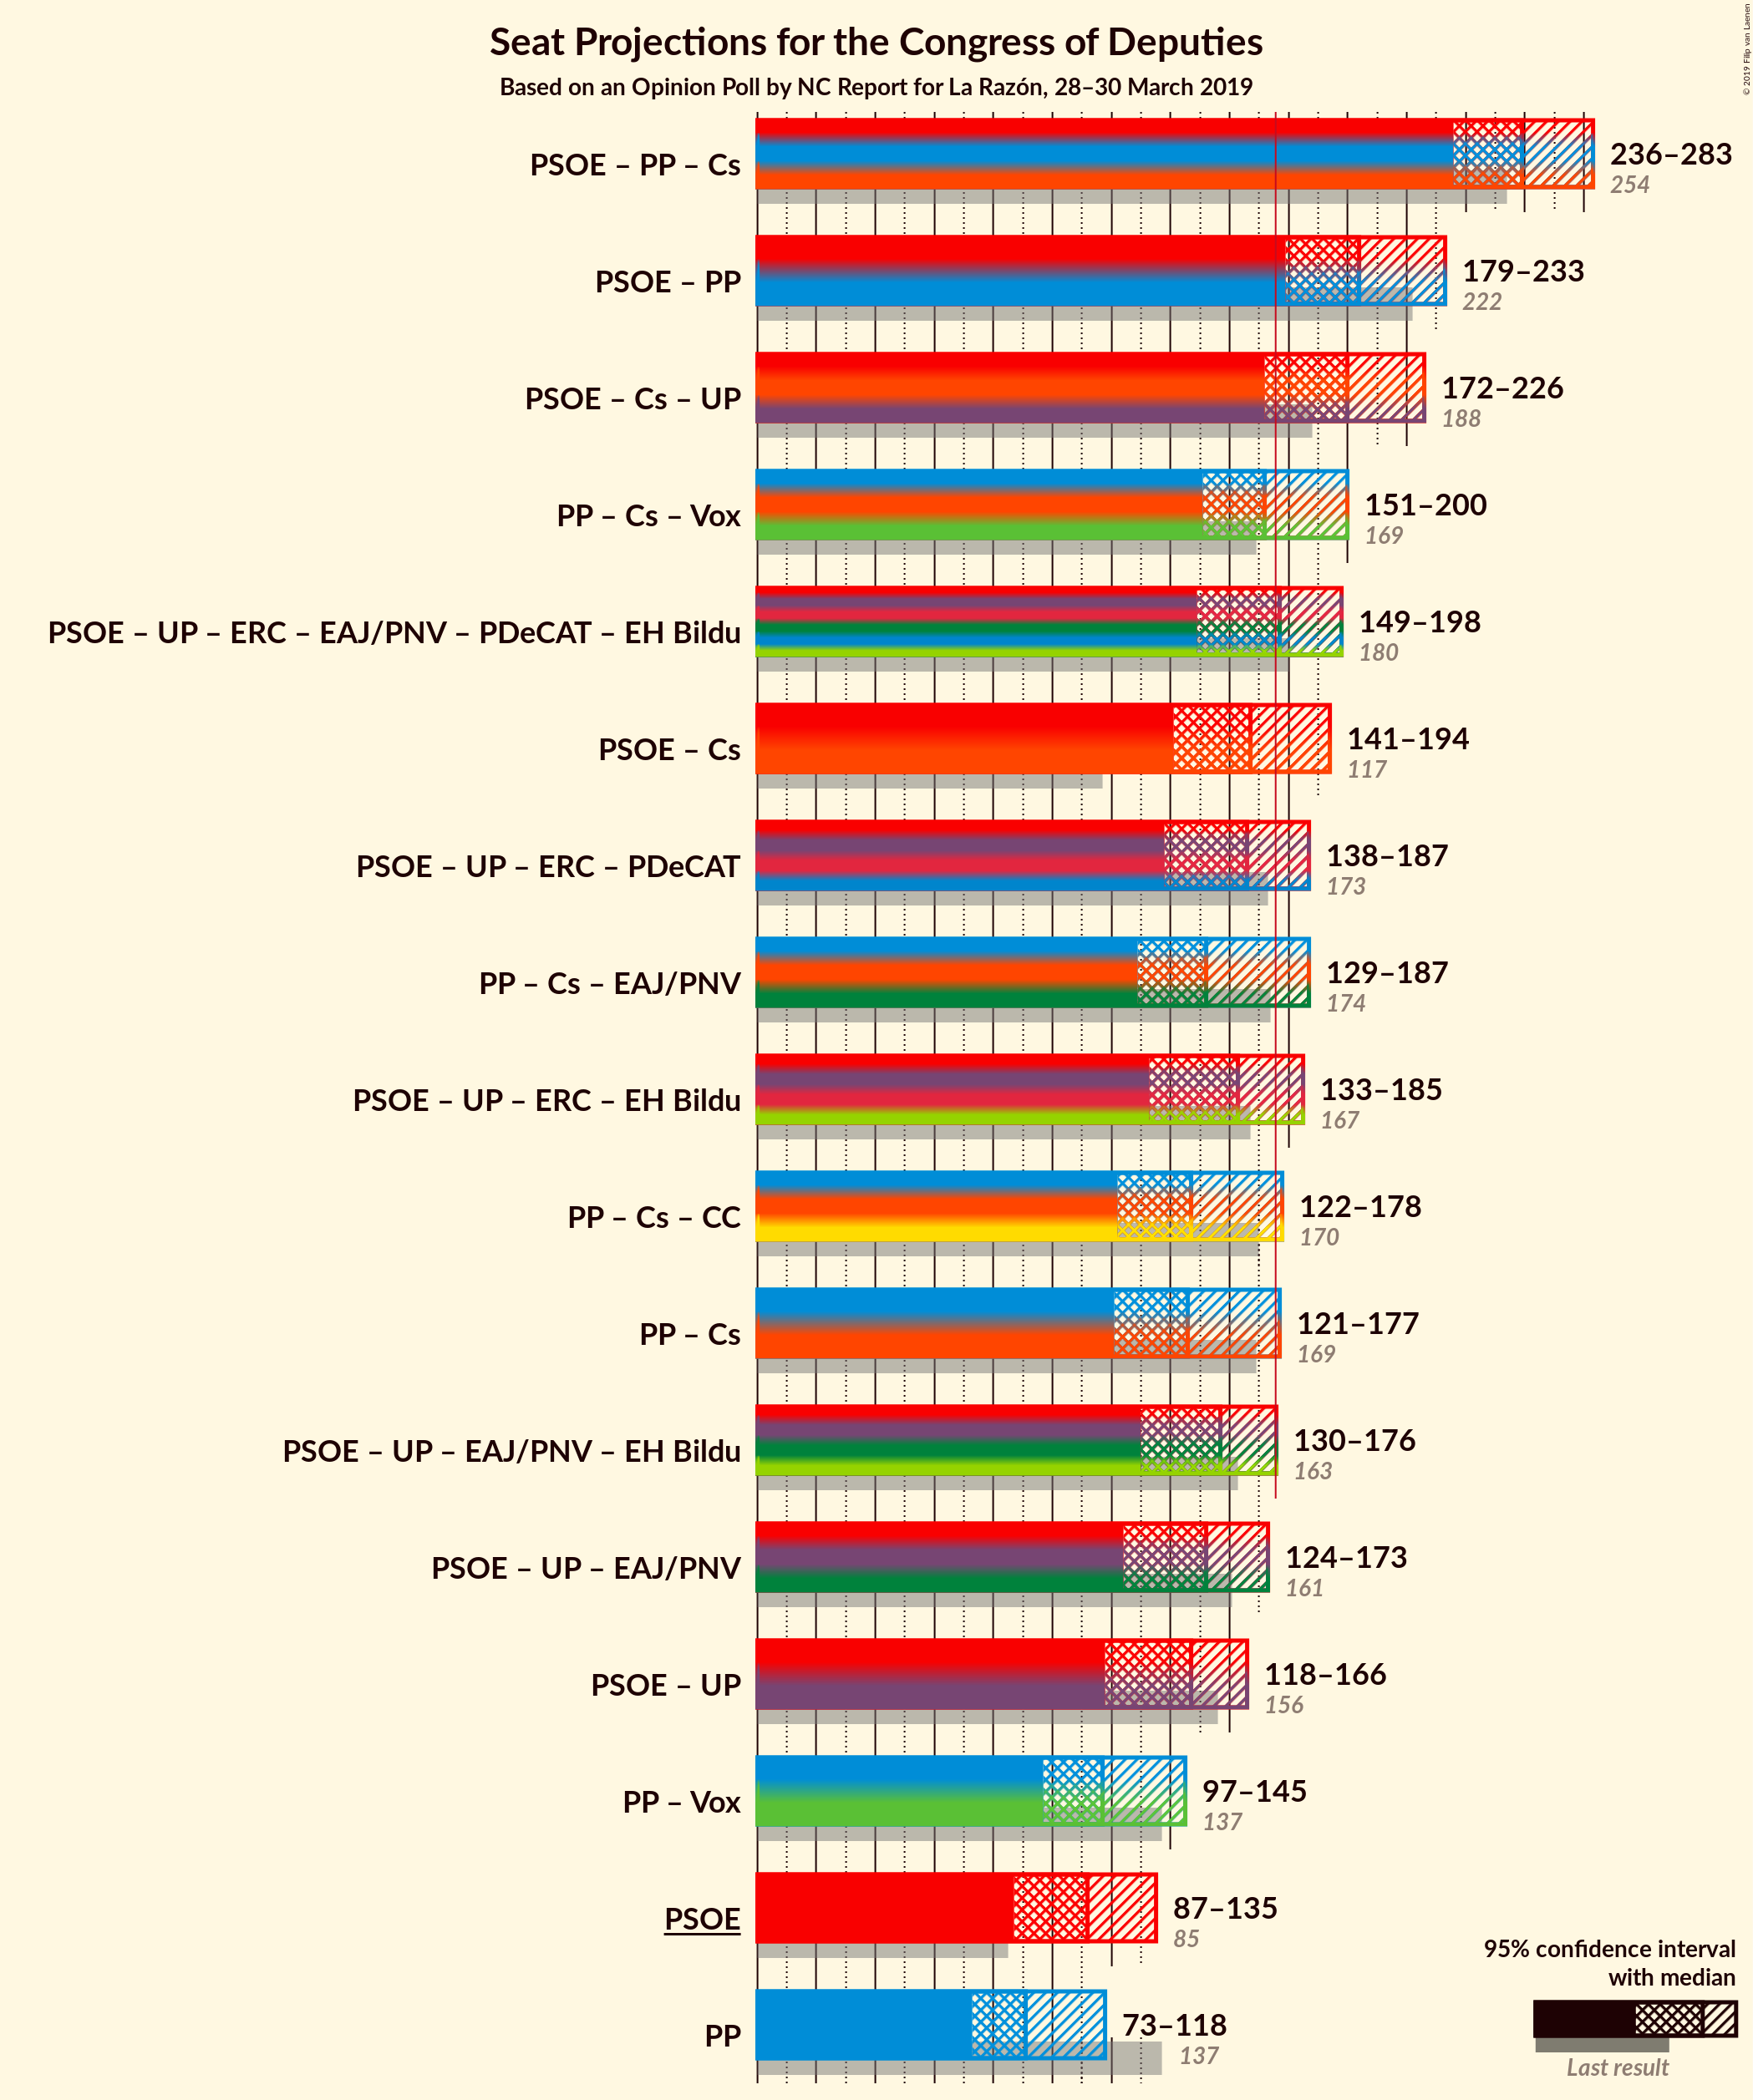 Seat Projections for the Congress of Deputies
Based on an Opinion Poll by NC Report for La Razón, 28–30 March 2019
© 2019 Filip van Laenen
PSOE – PP – Cs
236–283
254
PSOE – PP
179–233
222
PSOE – Cs – UP
172–226
188
PP – Cs – Vox
151–200
169
PSOE – UP – ERC – EAJ/PNV – PDeCAT – EH Bildu
149–198
180
PSOE – Cs
141–194
117
PSOE – UP – ERC – PDeCAT
138–187
173
PP – Cs – EAJ/PNV
129–187
174
PSOE – UP – ERC – EH Bildu
133–185
167
PP – Cs – CC
122–178
170
PP – Cs
121–177
169
PSOE – UP – EAJ/PNV – EH Bildu
130–176
163
PSOE – UP – EAJ/PNV
124–173
161
PSOE – UP
118–166
156
PP – Vox
97–145
137
PSOE
87–135
85
PP
73–118
137
95% confidence interval
with median
Last result